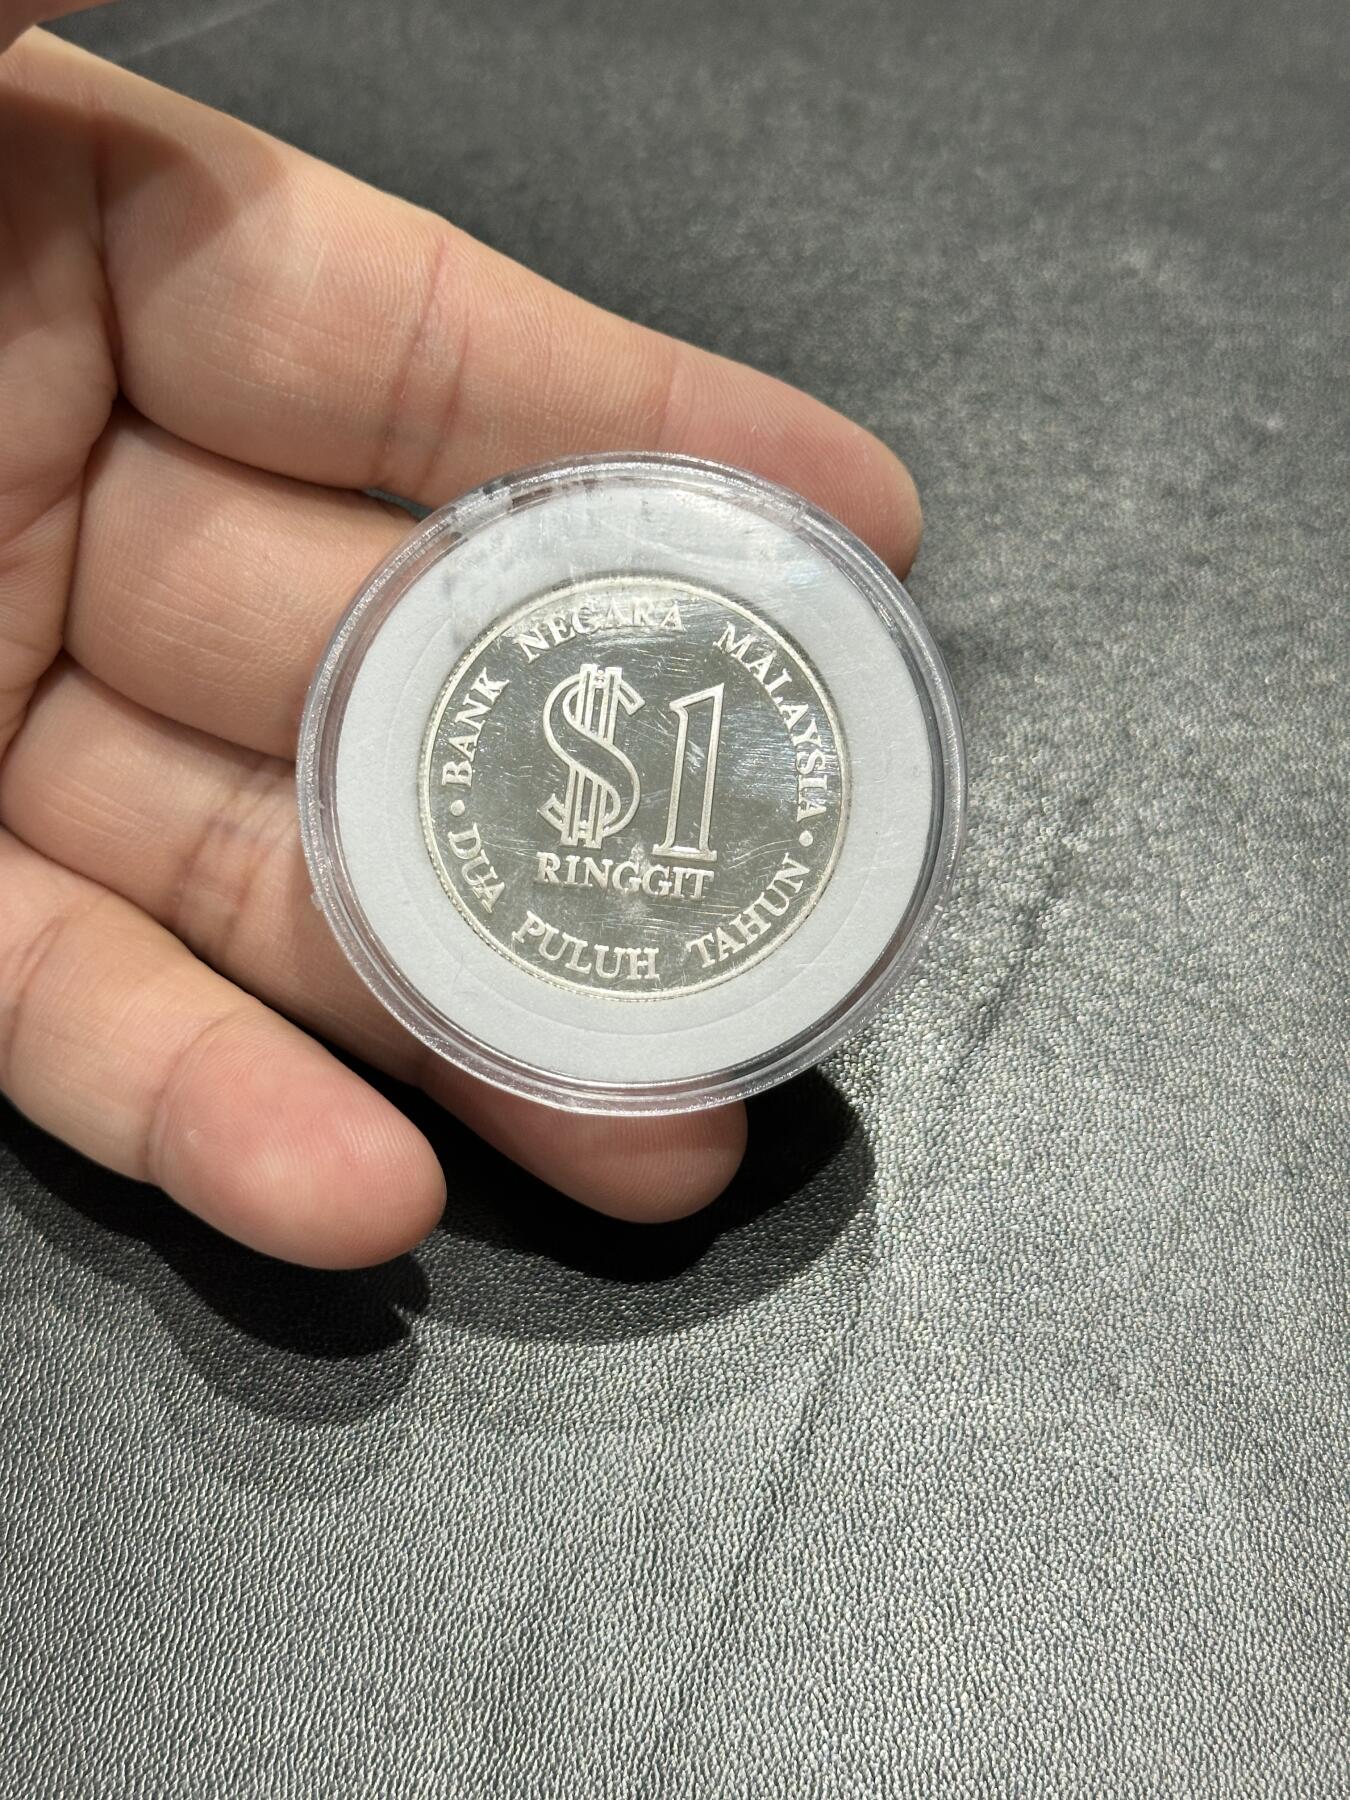 BANK NEGARA MALAYSIA
$1
RINGGIT
• DUA PULUH TAHUN •